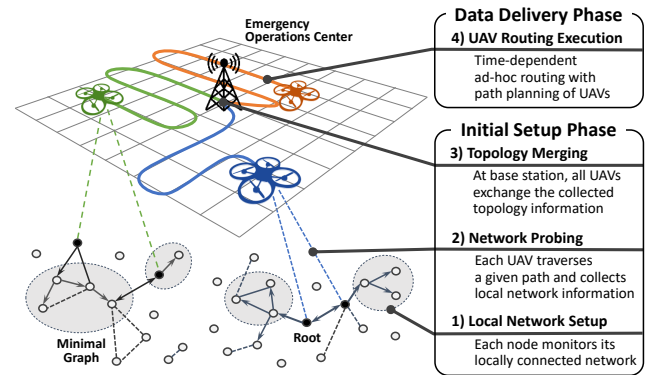 Emergency
Operations Center
Data Delivery Phase
4) UAV Routing Execution
Time-dependent
ad-hoc routing with
path planning of UAVs
Initial Setup Phase
3) Topology Merging
At base station, all UAVs
exchange the collected
topology information
2) Network Probing
Each UAV traverses
a given path and collects
local network information
1) Local Network Setup
Each node monitors its
locally connected network
Minimal
Graph
Root